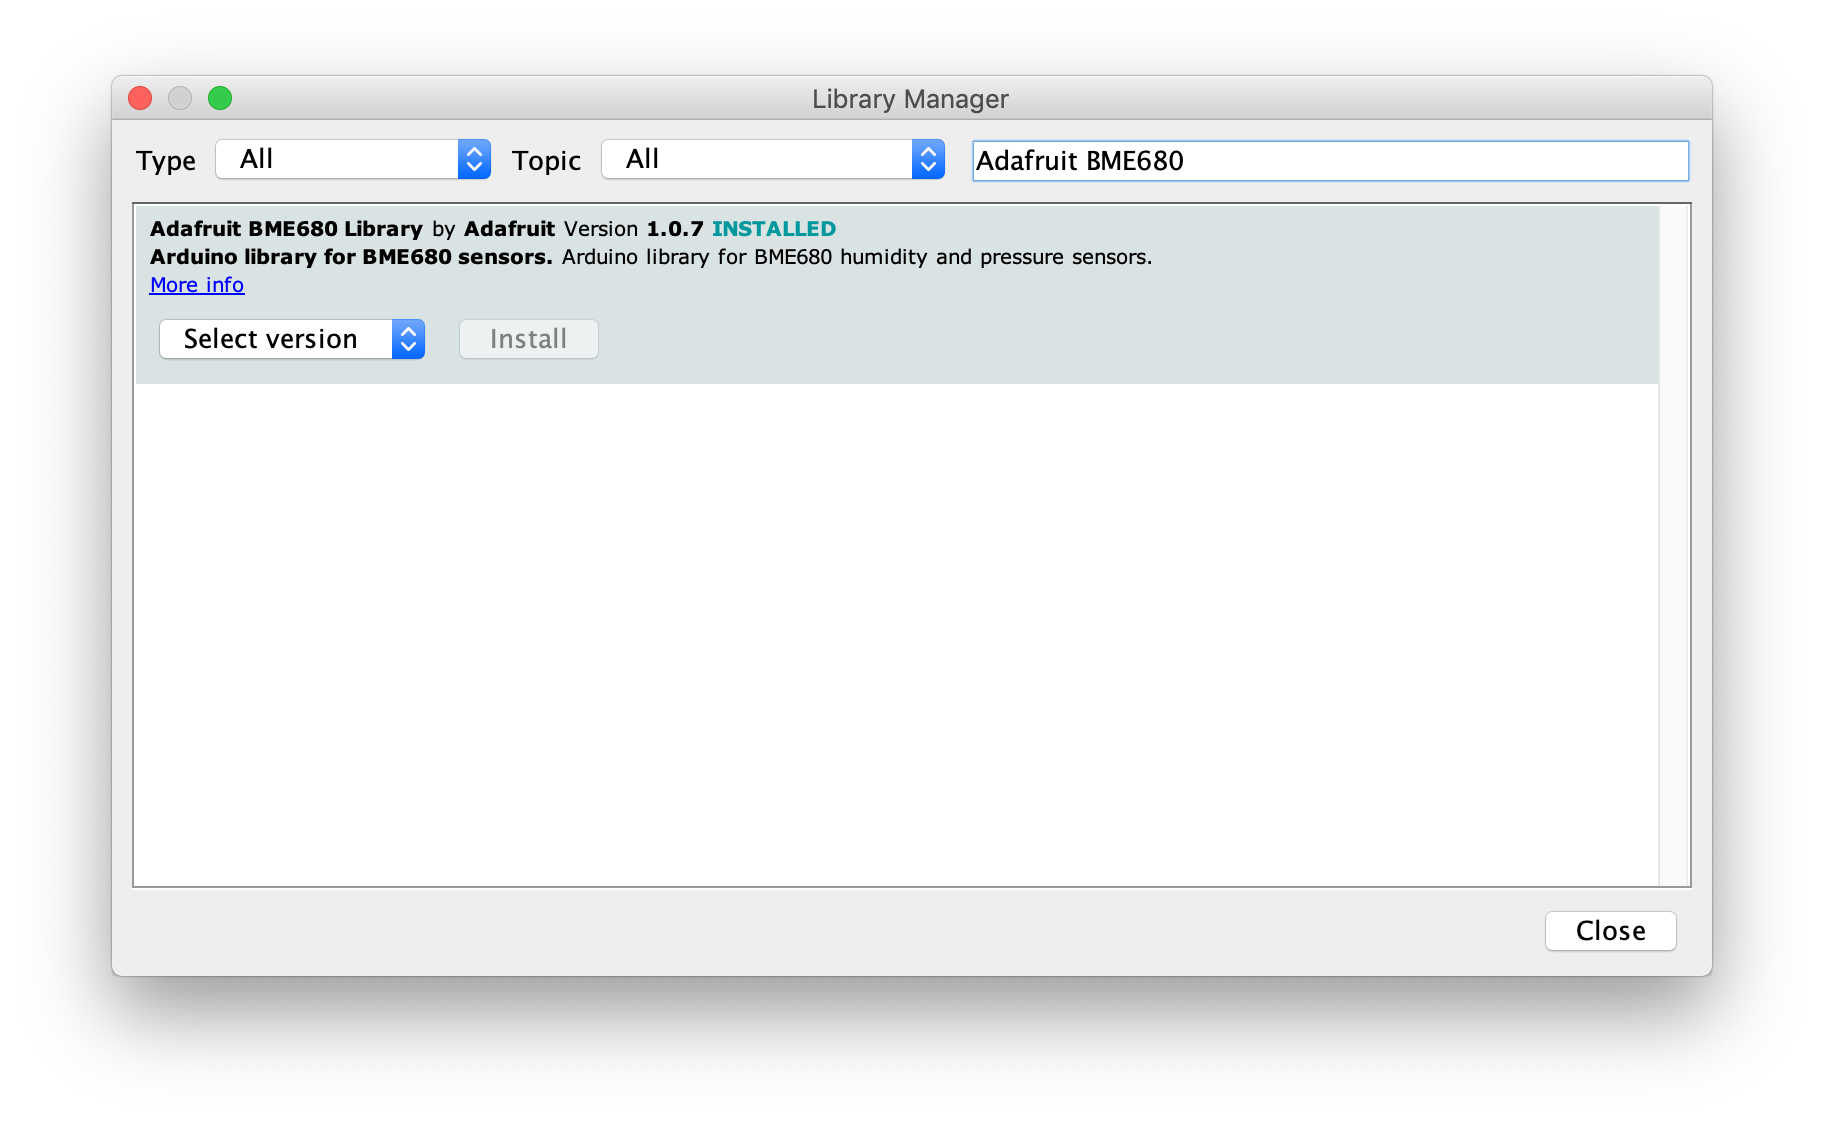 Library Manager
Type All Topic All Adafruit BME680
Adafruit BME680 Library by Adafruit Version 1.0.7 INSTALLED
Arduino library for BME680 sensors. Arduino library for BME680 humidity and pressure sensors.
More info
Select version Install
Close